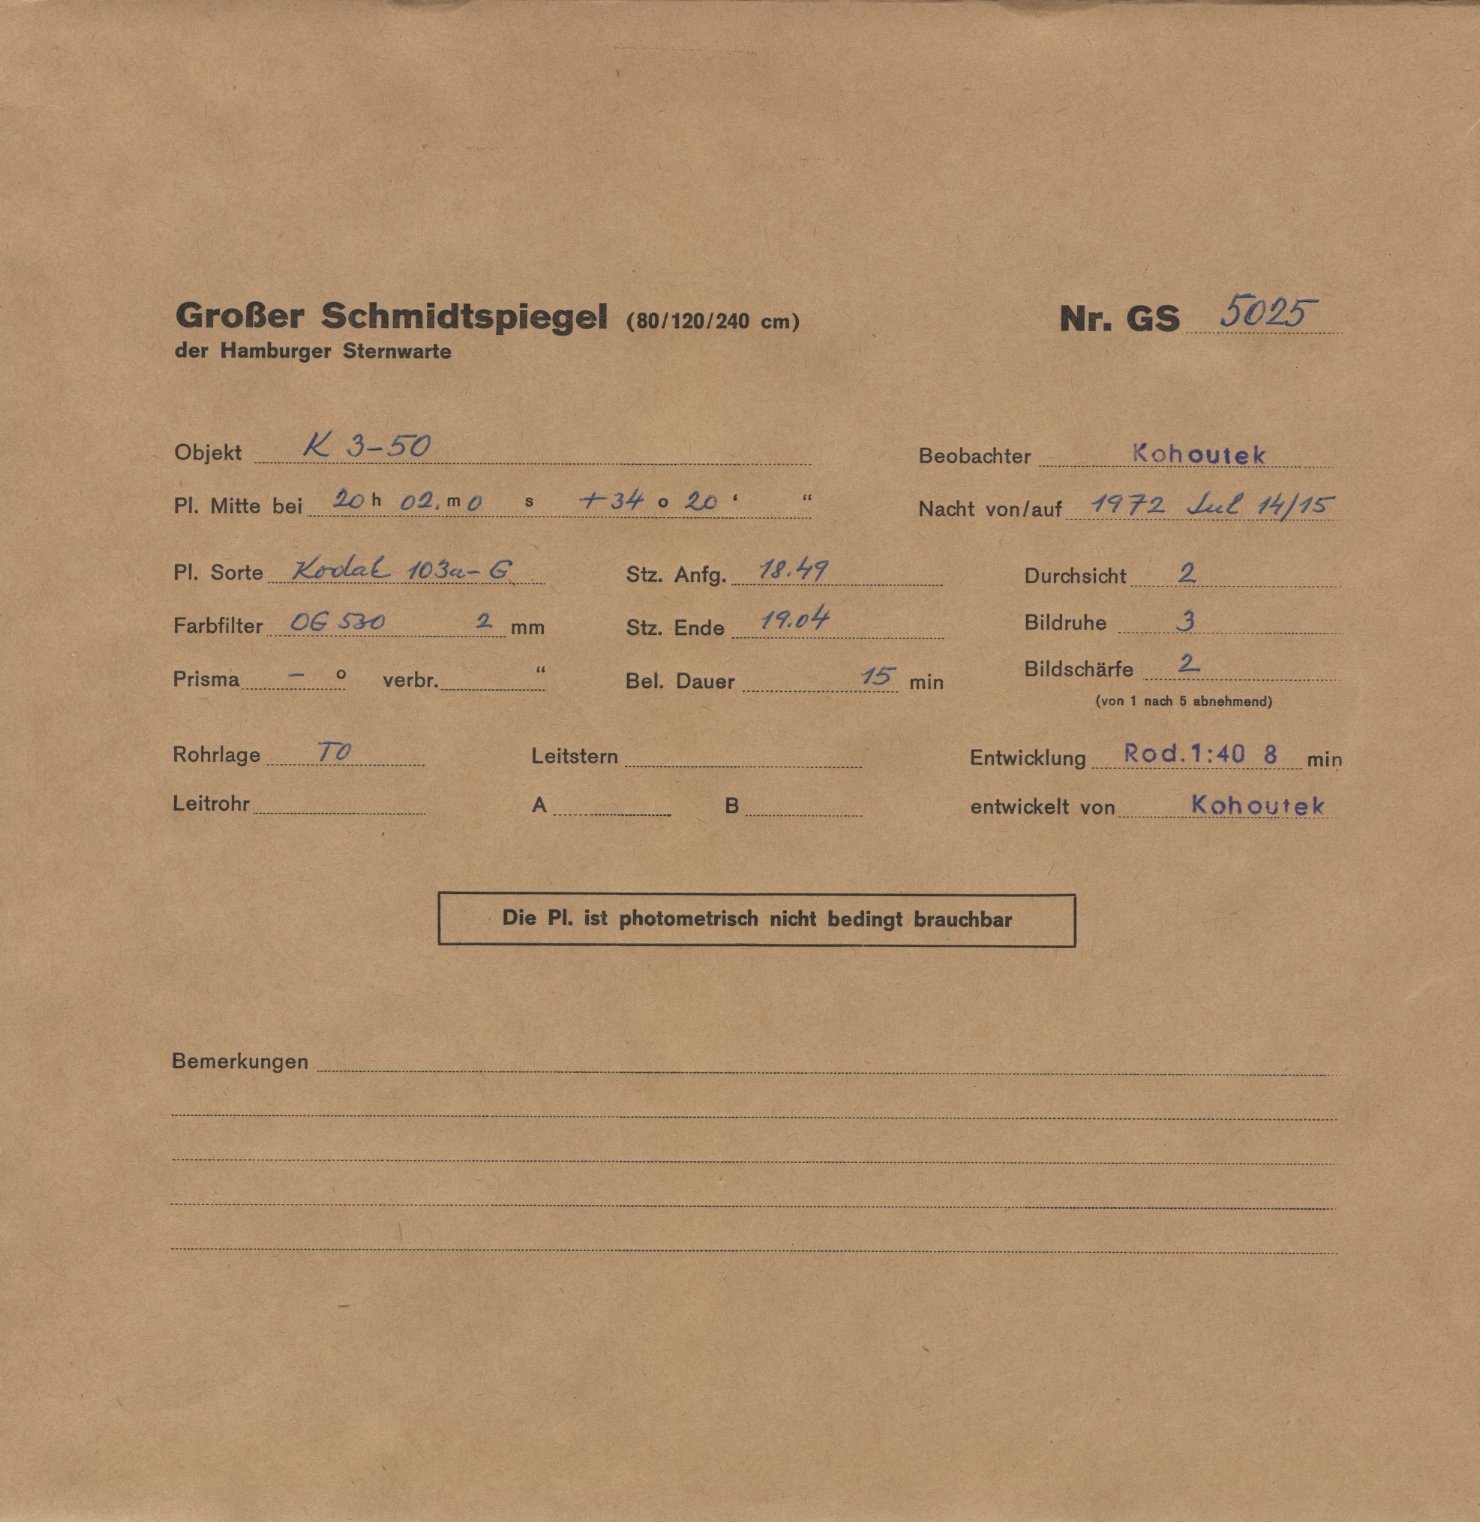 Großer Schmidtspiegel (80/120/240 cm) Nr. GS 5025
der Hamburger Sternwarte
Objekt K 3-50 Beobachter Kohoutek
Pl. Mitte bei 20 h 02. m 0 s +34 o 20 ‘ “ Nacht von/auf 1972 Jul 14/15
Pl. Sorte Kodak 103a-G Stz. Anfg. 18.49 Durchsicht 2
Farbfilter OG 530 2 mm Stz. Ende 19.04 Bildruhe 3
Prisma – o verbr. “ Bel. Dauer 15 min Bildschärfe 2
(von 1 nach 5 abnehmend)
Rohrlage TO Leitstern Entwicklung Rod.1:40 8 min
Leitrohr A B entwickelt von Kohoutek
Die Pl. ist photometrisch nicht bedingt brauchbar
Bemerkungen